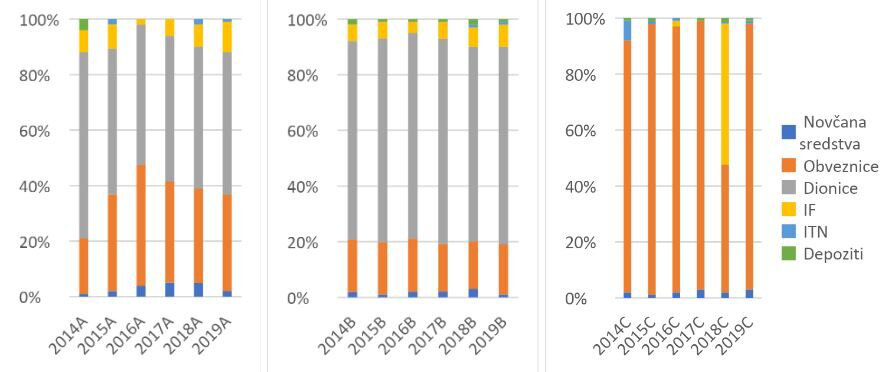 100%
80%
60%
40%
20%
0%
2014A
2015A
2016A
2017A
2018A
2019A
100%
80%
60%
40%
20%
0%
2014B
2015B
2016B
2017B
2018B
2019B
100%
80%
60%
40%
20%
0%
2014C
2015C
2016C
2017C
2018C
2019C
Novčana
sredstva
Obveznice
Dionice
IF
ITN
Depoziti